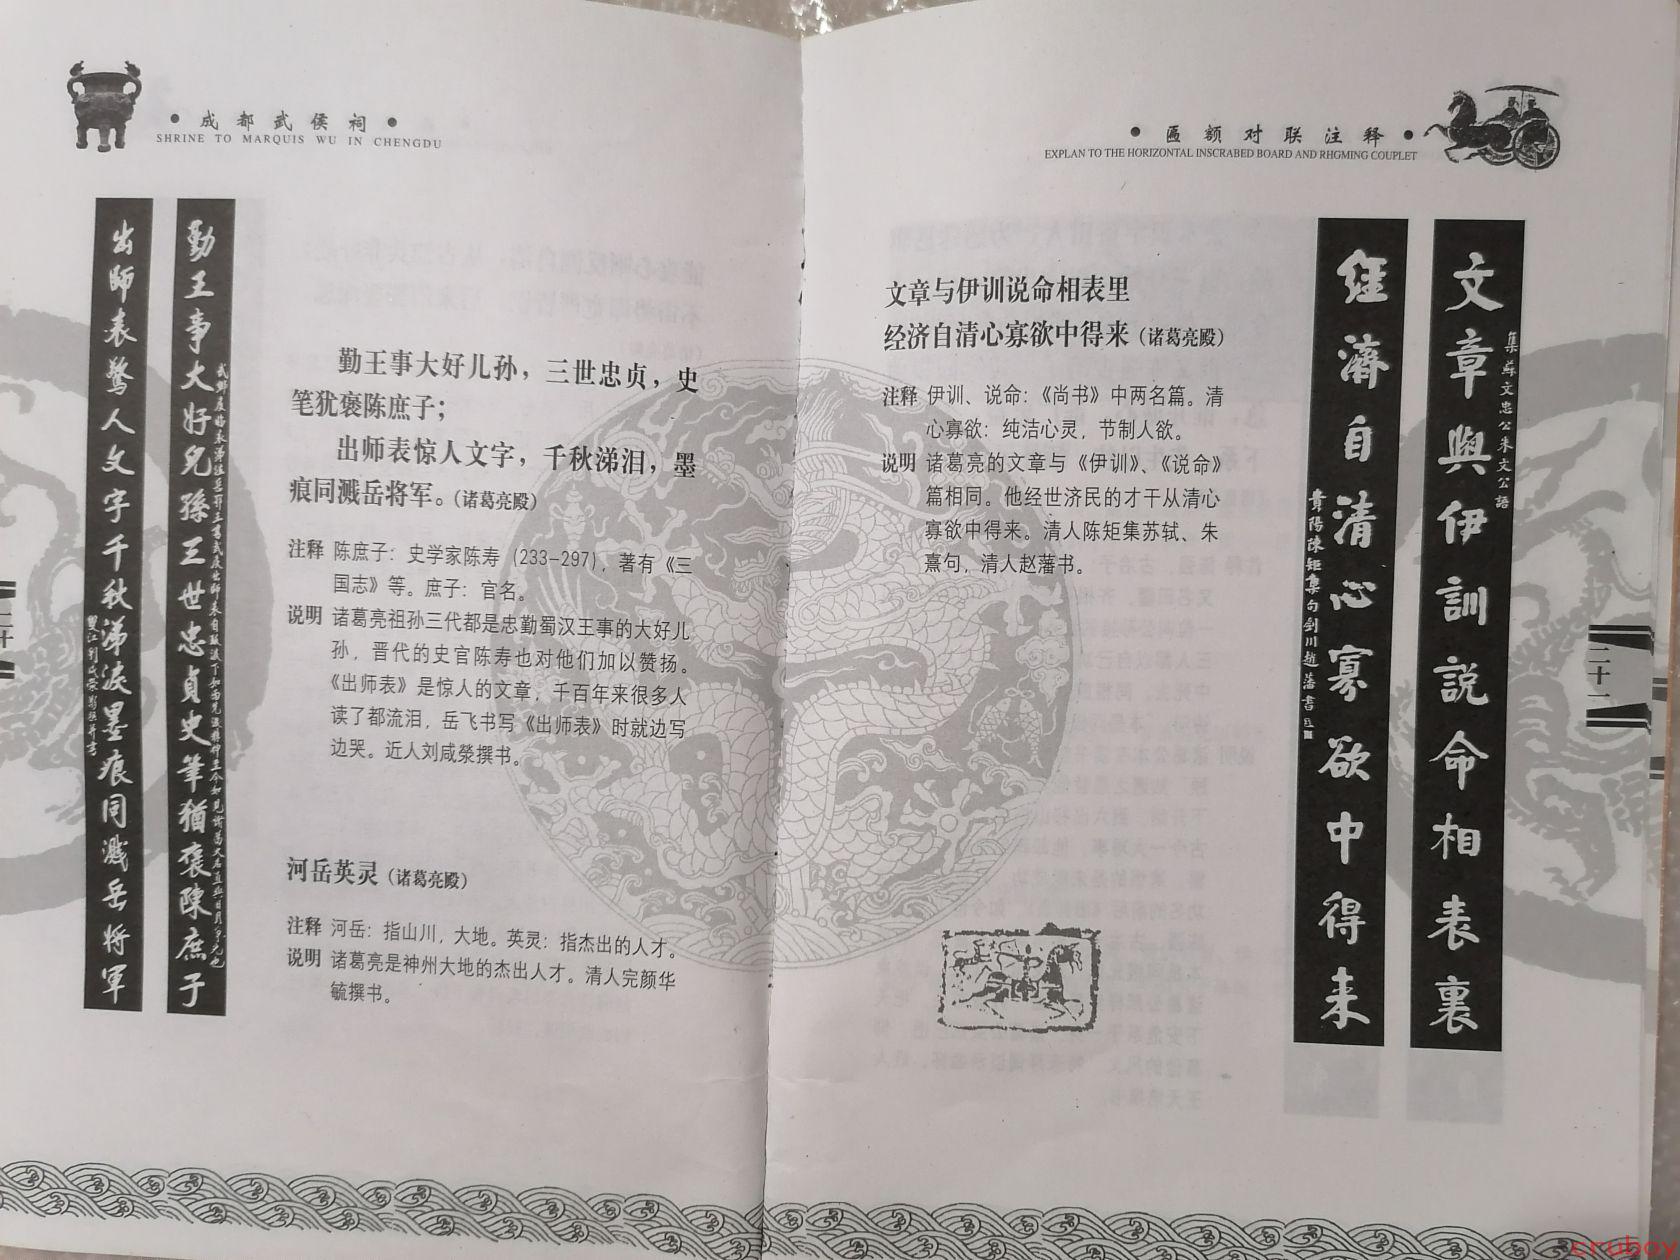 成都武侯祠
SHRINE TO MARQUIS WU IN CHENGDU
勤王事大好兒孫三世忠貞史筆猶褒陳庶子
出師表驚人文字千秋涕淚墨痕同濺岳將軍
勤王事大好儿孙，三世忠贞，史
笔犹褒陈庶子；
出师表惊人文字，千秋涕泪，墨
痕同溅岳将军。(诸葛亮殿)
注释 陈庶子：史学家陈寿（233-297），著有《三
国志》等。庶子：官名。
说明 诸葛亮祖孙三代都是忠勤蜀汉王事的大好儿
孙，晋代的史官陈寿也对他们加以赞扬。
《出师表》是惊人的文章，千百年来很多人
读了都流泪，岳飞书写《出师表》时就边写
边哭。近人刘咸荥撰书。
河岳英灵（诸葛亮殿）
注释 河岳：指山川，大地。英灵：指杰出的人才。
说明 诸葛亮是神州大地的杰出人才。清人完颜华
毓撰书。
二十
匾额对联注释
EXPLAN TO THE HORIZONTAL INSCRABED BOARD AND RHGMING COUPLET
文章与伊训说命相表里
经济自清心寡欲中得来（诸葛亮殿）
注释 伊训、说命：《尚书》中两名篇。清
心寡欲：纯洁心灵，节制人欲。
说明 诸葛亮的文章与《伊训》、《说命》
篇相同。他经世济民的才干从清心
寡欲中得来。清人陈矩集苏轼、朱
熹句，清人赵藩书。
集蘇文忠公朱文公語
文章與伊訓說命相表裏
經濟自清心寡欲中得来
貴陽陳矩集句劍川趙藩書
二十一
cruboy